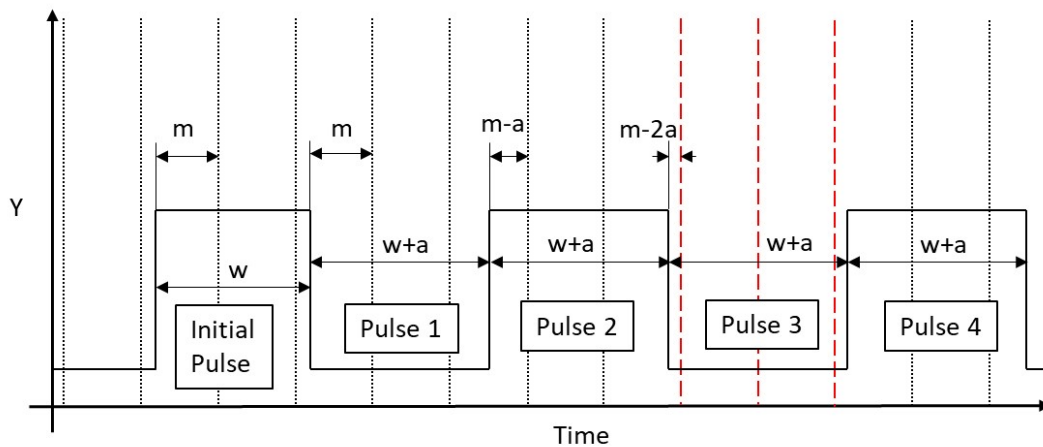 m
m
m-a
m-2a
Y
w
w+a
w+a
w+a
w+a
Initial
Pulse
Pulse 1
Pulse 2
Pulse 3
Pulse 4
Time